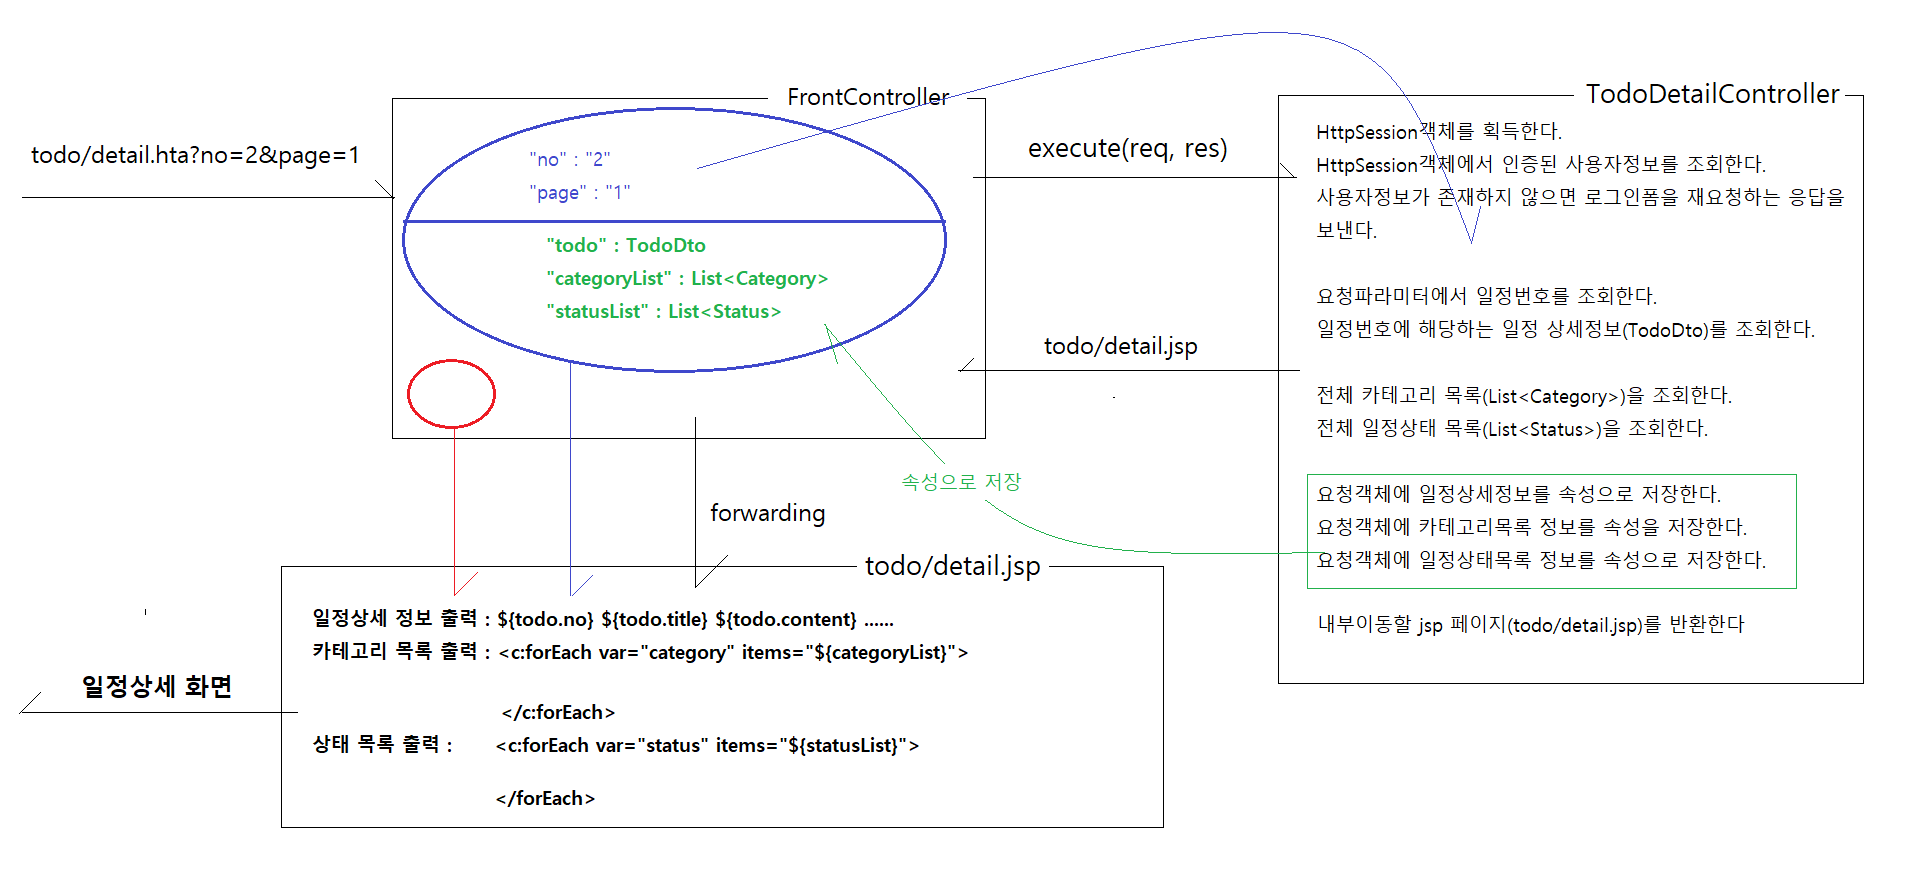 FrontController
TodoDetailController
todo/detail.hta?no=2&page=1
"no" : "2"
"page" : "1"
"todo" : TodoDto
"categoryList" : List<Category>
"statusList" : List<Status>
execute(req, res)
todo/detail.jsp
HttpSession객체를 획득한다.
HttpSession객체에서 인증된 사용자정보를 조회한다.
사용자정보가 존재하지 않으면 로그인폼을 재요청하는 응답을
보낸다.
요청파라미터에서 일정번호를 조회한다.
일정번호에 해당하는 일정 상세정보(TodoDto)를 조회한다.
전체 카테고리 목록(List<Category>)을 조회한다.
전체 일정상태 목록(List<Status>)을 조회한다.
요청객체에 일정상세정보를 속성으로 저장한다.
요청객체에 카테고리목록 정보를 속성을 저장한다.
요청객체에 일정상태목록 정보를 속성으로 저장한다.
내부이동할 jsp 페이지(todo/detail.jsp)를 반환한다
속성으로 저장
forwarding
todo/detail.jsp
일정상세 정보 출력 : ${todo.no} ${todo.title} ${todo.content} ......
카테고리 목록 출력 : <c:forEach var="category" items="${categoryList}">
</c:forEach>
상태 목록 출력 : <c:forEach var="status" items="${statusList}">
</forEach>
일정상세 화면